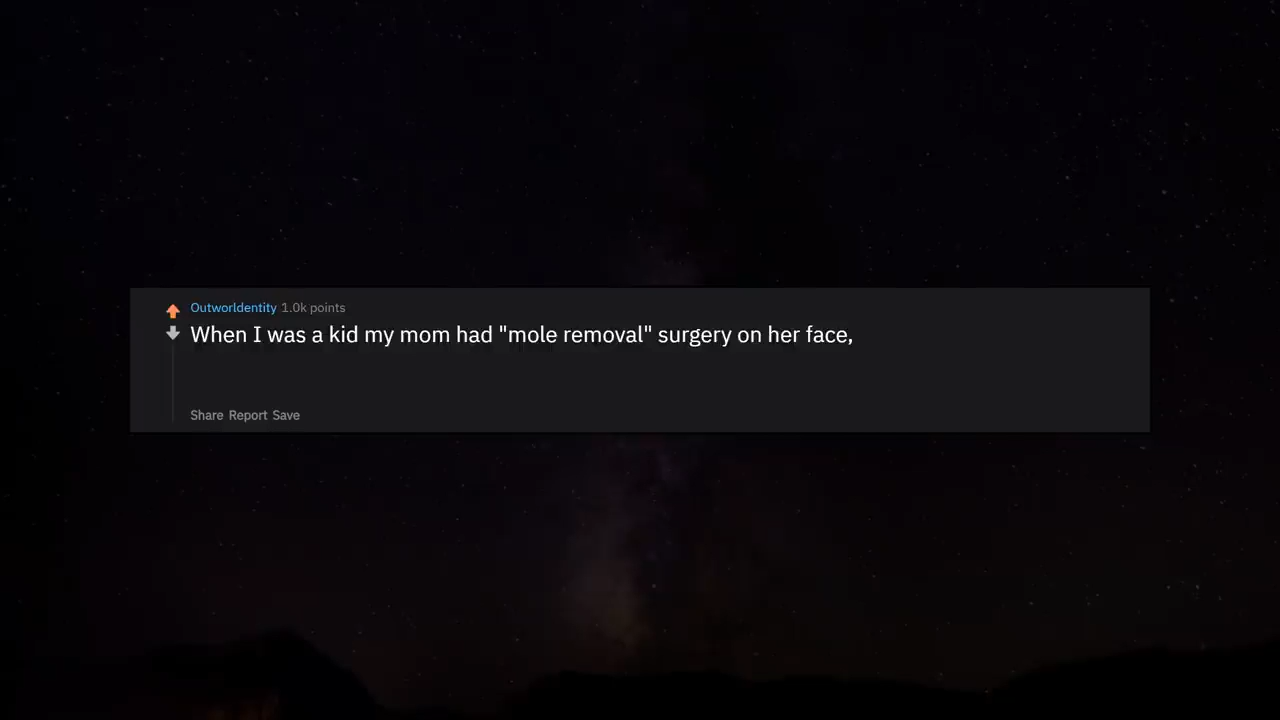 Outworldentity 1.0k points
When I was a kid my mom had "mole removal" surgery on her face,
Share Report Save